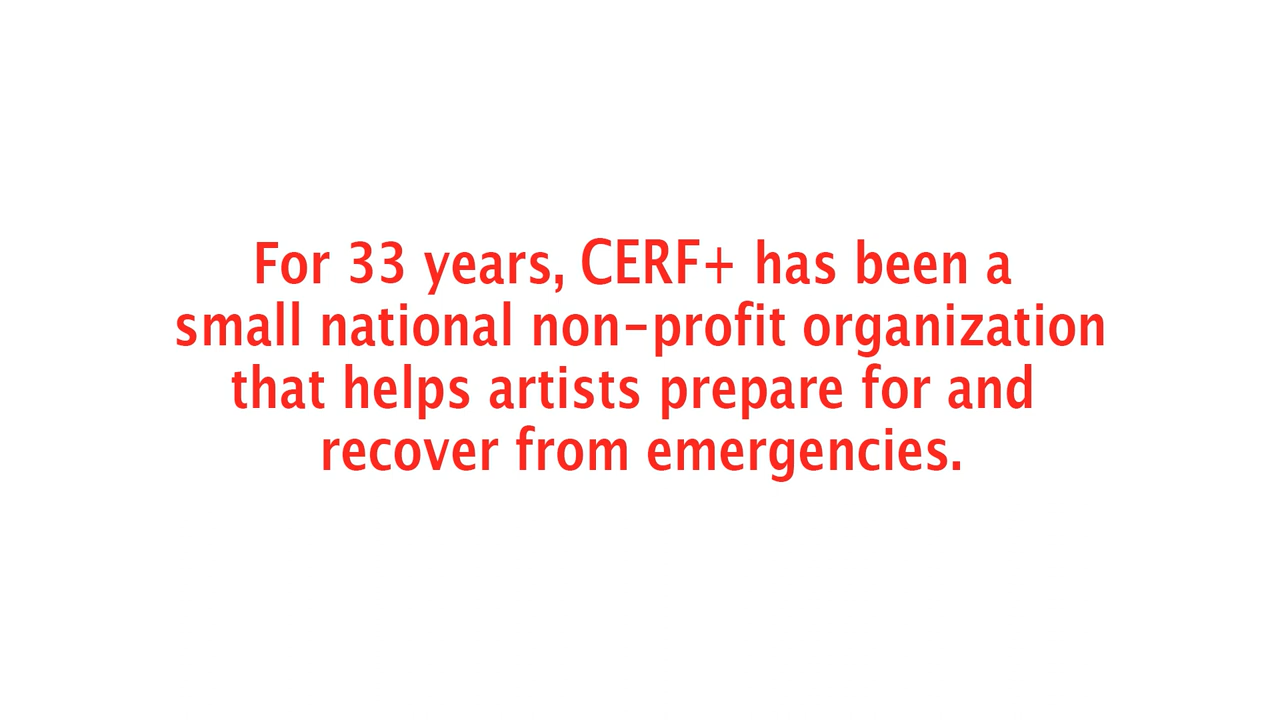 For 33 years, CERF+ has been a
small national non-profit organization
that helps artists prepare for and
recover from emergencies.